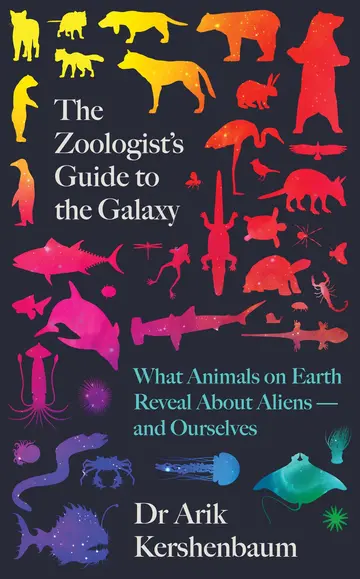 The
Zoologist's
Guide to
the Galaxy
What Animals on Earth
Reveal About Aliens —
and Ourselves
Dr Arik
Kershenbaum